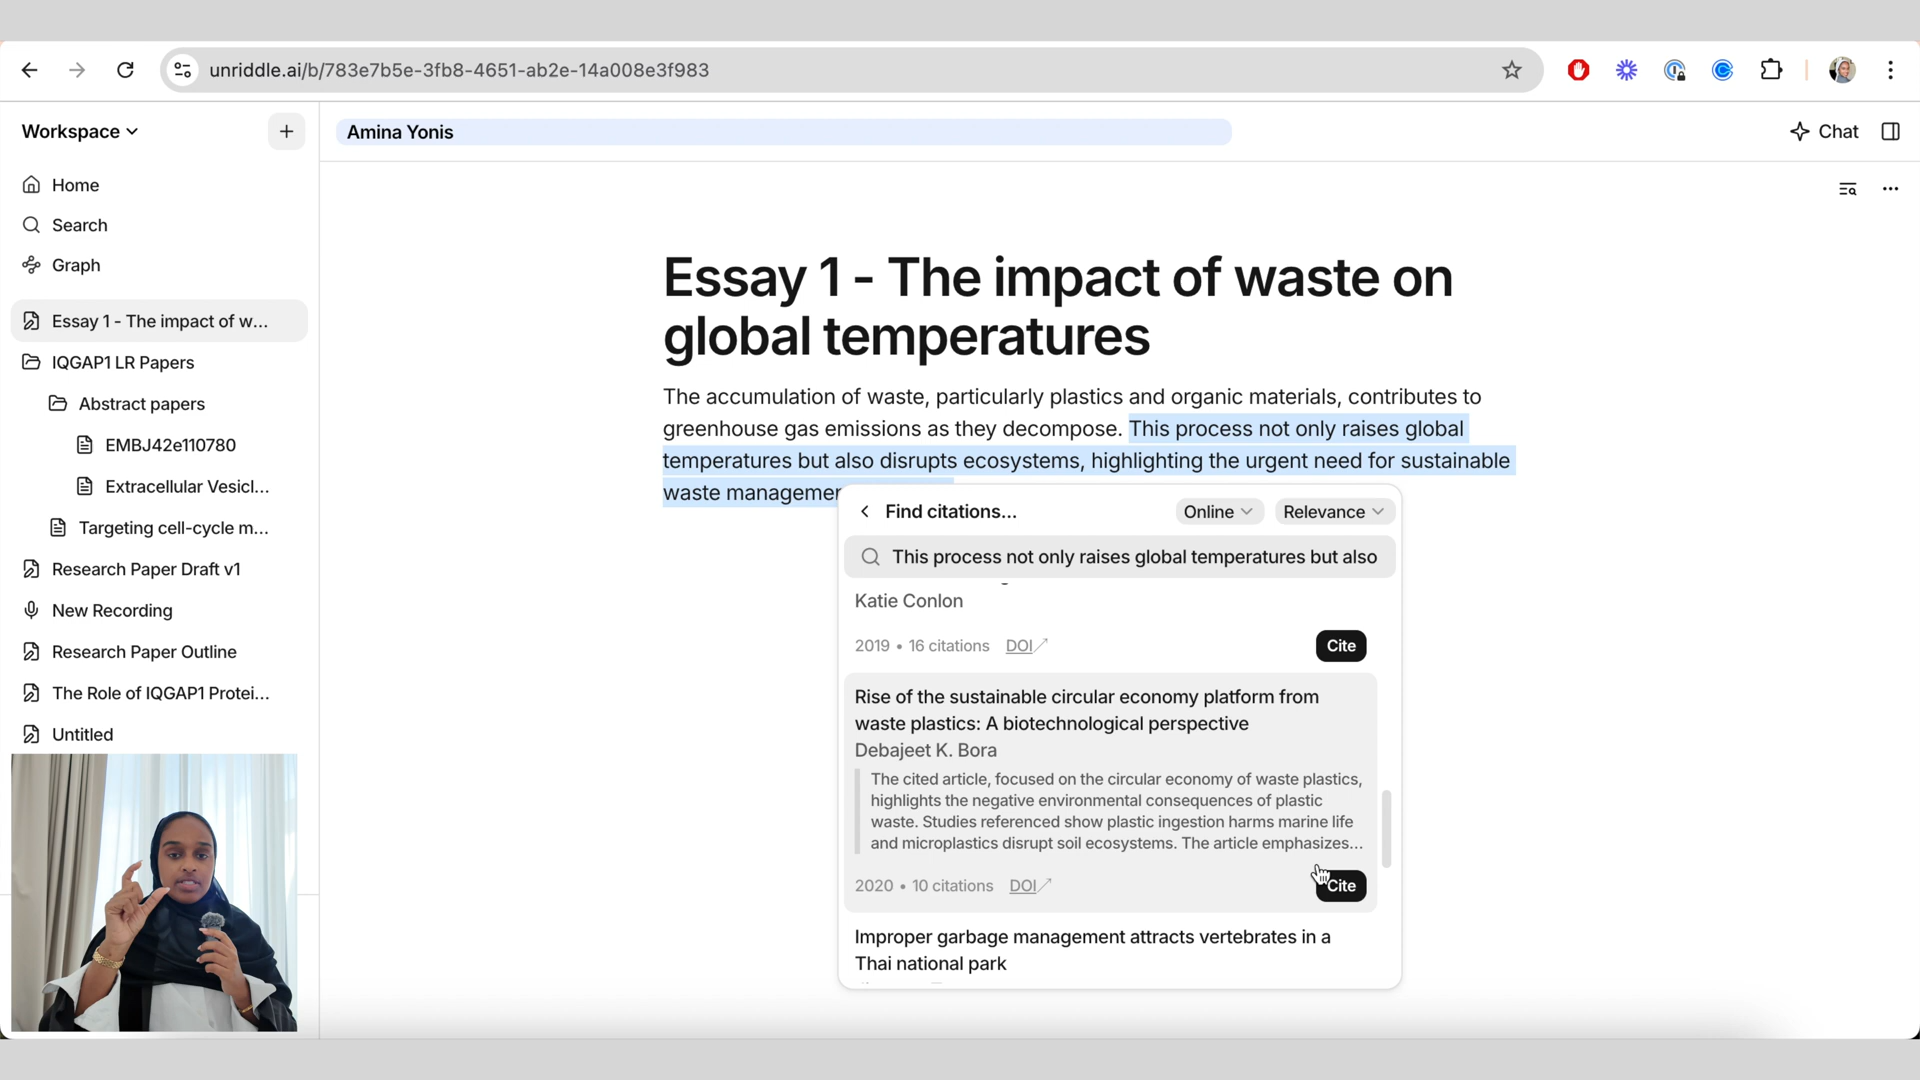 unriddle.ai/b/783e7b5e-3fb8-4651-ab2e-14a008e3f983
Workspace
Amina Yonis
Chat
Home
Search
Graph
Essay 1 - The impact of w...
IQGAP1 LR Papers
Abstract papers
EMBJ42e110780
Extracellular Vesicl...
Targeting cell-cycle m...
Research Paper Draft v1
New Recording
Research Paper Outline
The Role of IQGAP1 Protei...
Untitled
Essay 1 - The impact of waste on
global temperatures
The accumulation of waste, particularly plastics and organic materials, contributes to
greenhouse gas emissions as they decompose. This process not only raises global
temperatures but also disrupts ecosystems, highlighting the urgent need for sustainable
waste
Find citations...
Online
Relevance
This process not only raises global temperatures but also
Katie Conlon
2019 • 16 citations DOI
Cite
Rise of the sustainable circular economy platform from
waste plastics: A biotechnological perspective
Debajeet K. Bora
The cited article, focused on the circular economy of waste plastics,
highlights the negative environmental consequences of plastic
waste. Studies referenced show plastic ingestion harms marine life
and microplastics disrupt soil ecosystems. The article emphasizes...
2020 • 10 citations DOI
Cite
Improper garbage management attracts vertebrates in a
Thai national park